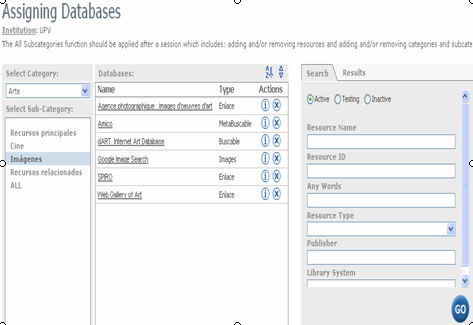 Assigning Databases
Institution: UPV
The All Subcategories function should be applied after a session which includes: adding and/or removing resources and adding and/or removing categories and subcate
Select Category:
Arte
Select Sub-Category:
Recursos principales
Cine
Imágenes
Recursos relacionados
ALL
Databases:
Name Type Actions
Agence photographique : images d'œuvres d'art Enlace
Amico MetaBuscable
dART. Internet Art Database Buscable
Google Image Search Images
SPIRO Enlace
Web Gallery of Art Enlace
Search Results
Active Testing Inactive
Resource Name
Resource ID
Any Words
Resource Type
Publisher
Library System
GO